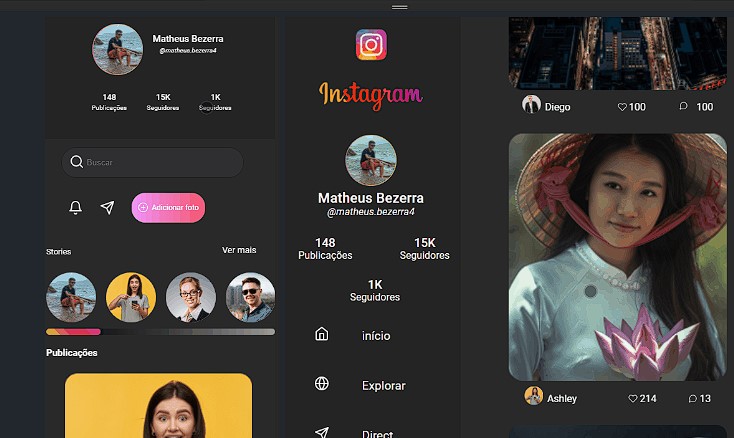 Matheus Bezerra
@matheus.bezerra4
148
Publicações
15K
Seguidores
1K
Seguidores
Buscar
Adicionar foto
Stories
Ver mais
Publicações
Instagram
Matheus Bezerra
@matheus.bezerra4
148
Publicações
15K
Seguidores
1K
Seguidores
início
Explorar
Direct
Diego
100
100
Ashley
214
13